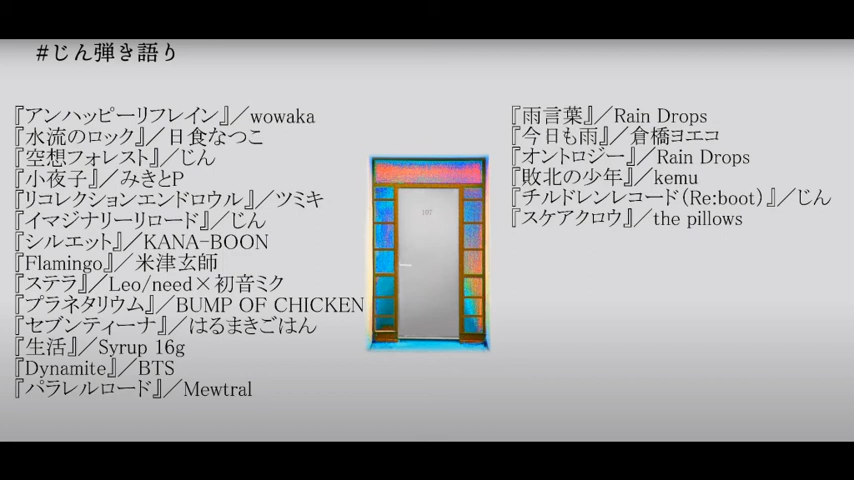 #じん弾き語り
『アンハッピーリフレイン』／wowaka
『水流のロック』／日食なつこ
『空想フォレスト』／じん
『小夜子』／みきとP
『リコレクションエンドロウル』／ツミキ
『イマジナリーリロード』／じん
『シルエット』／KANA-BOON
『Flamingo』／米津玄師
『ステラ』／Leo/need×初音ミク
『プラネタリウム』／BUMP OF CHICKEN
『セブンティーナ』／はるまきごはん
『生活』／Syrup 16g
『Dynamite』／BTS
『パラレルロード』／Mewtral
『雨言葉』／Rain Drops
『今日も雨』／倉橋ヨエコ
『オントロジー』／Rain Drops
『敗北の少年』／kemu
『チルドレンレコード（Re:boot）』／じん
『スケアクロウ』／the pillows
107